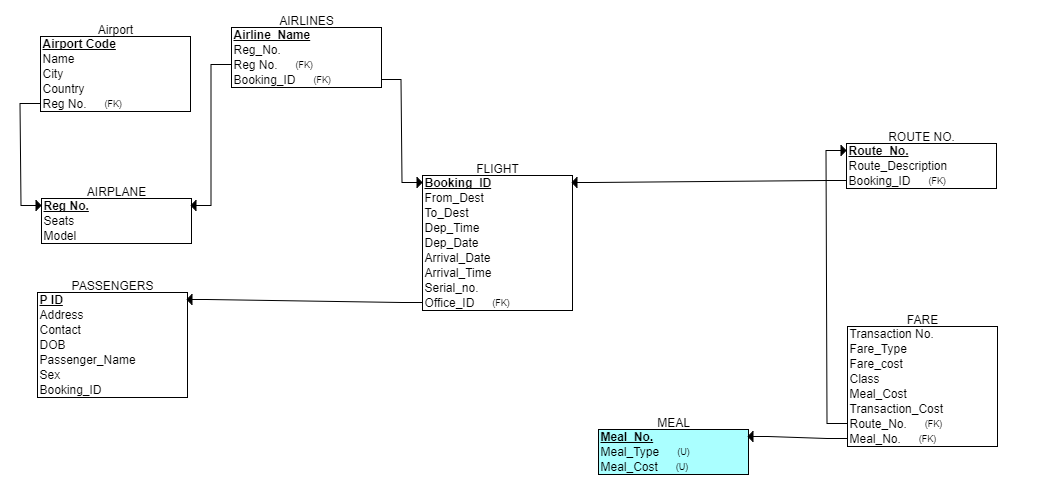 Airport
Airport Code
Name
City
Country
Reg No. (FK)
AIRLINES
Airline_Name
Reg_No.
Reg No. (FK)
Booking_ID (FK)
AIRPLANE
Reg No.
Seats
Model
PASSENGERS
P ID
Address
Contact
DOB
Passenger_Name
Sex
Booking_ID
FLIGHT
Booking_ID
From_Dest
To_Dest
Dep_Time
Dep_Date
Arrival_Date
Arrival_Time
Serial_no.
Office_ID (FK)
ROUTE NO.
Route_No.
Route_Description
Booking_ID (FK)
FARE
Transaction No.
Fare_Type
Fare_cost
Class
Meal_Cost
Transaction_Cost
Route_No. (FK)
Meal_No. (FK)
MEAL
Meal_No.
Meal_Type (U)
Meal_Cost (U)